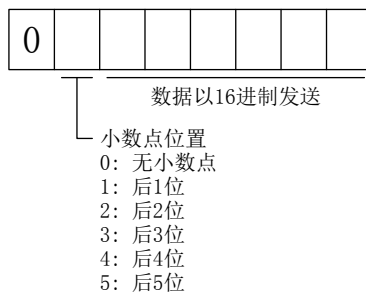 0
数据以16进制发送
小数点位置
0: 无小数点
1: 后1位
2: 后2位
3: 后3位
4: 后4位
5: 后5位